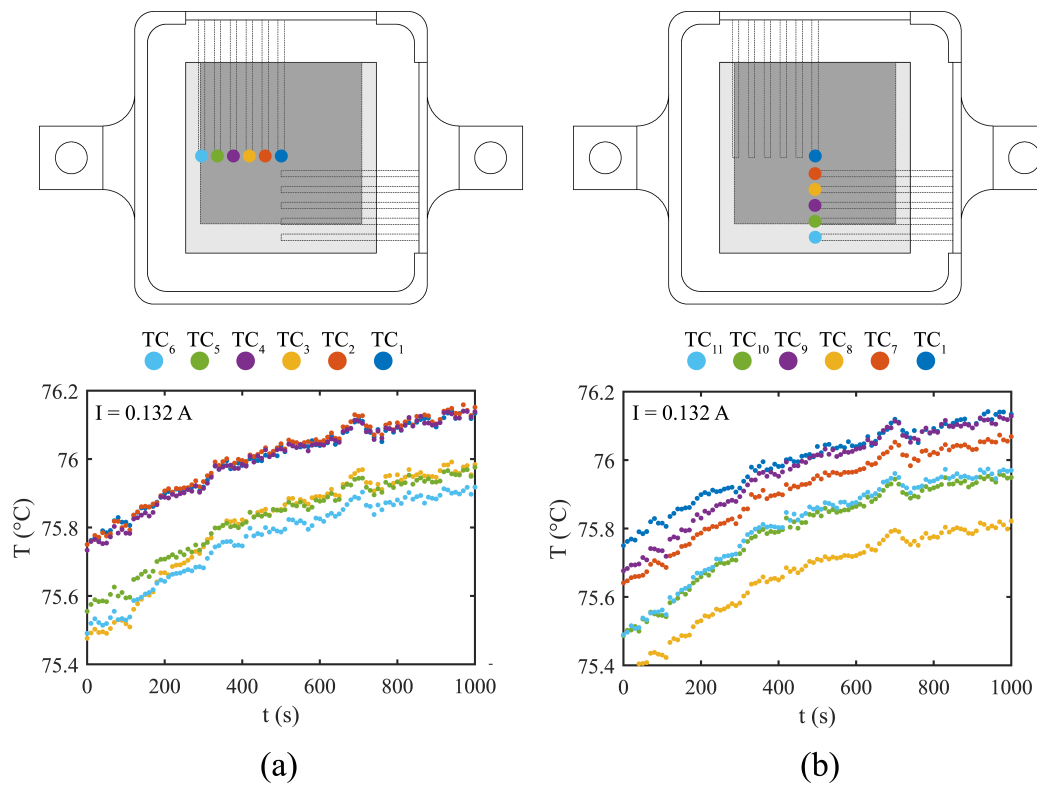 TC₆ TC₅ TC₄ TC₃ TC₂ TC₁
TC₁₁ TC₁₀ TC₉ TC₈ TC₇ TC₁
76.2
76
75.8
75.6
75.4
T (°C)
I = 0.132 A
0 200 400 600 800 1000
t (s)
(a)
76.2
76
75.8
75.6
75.4
T (°C)
I = 0.132 A
0 200 400 600 800 1000
t (s)
(b)